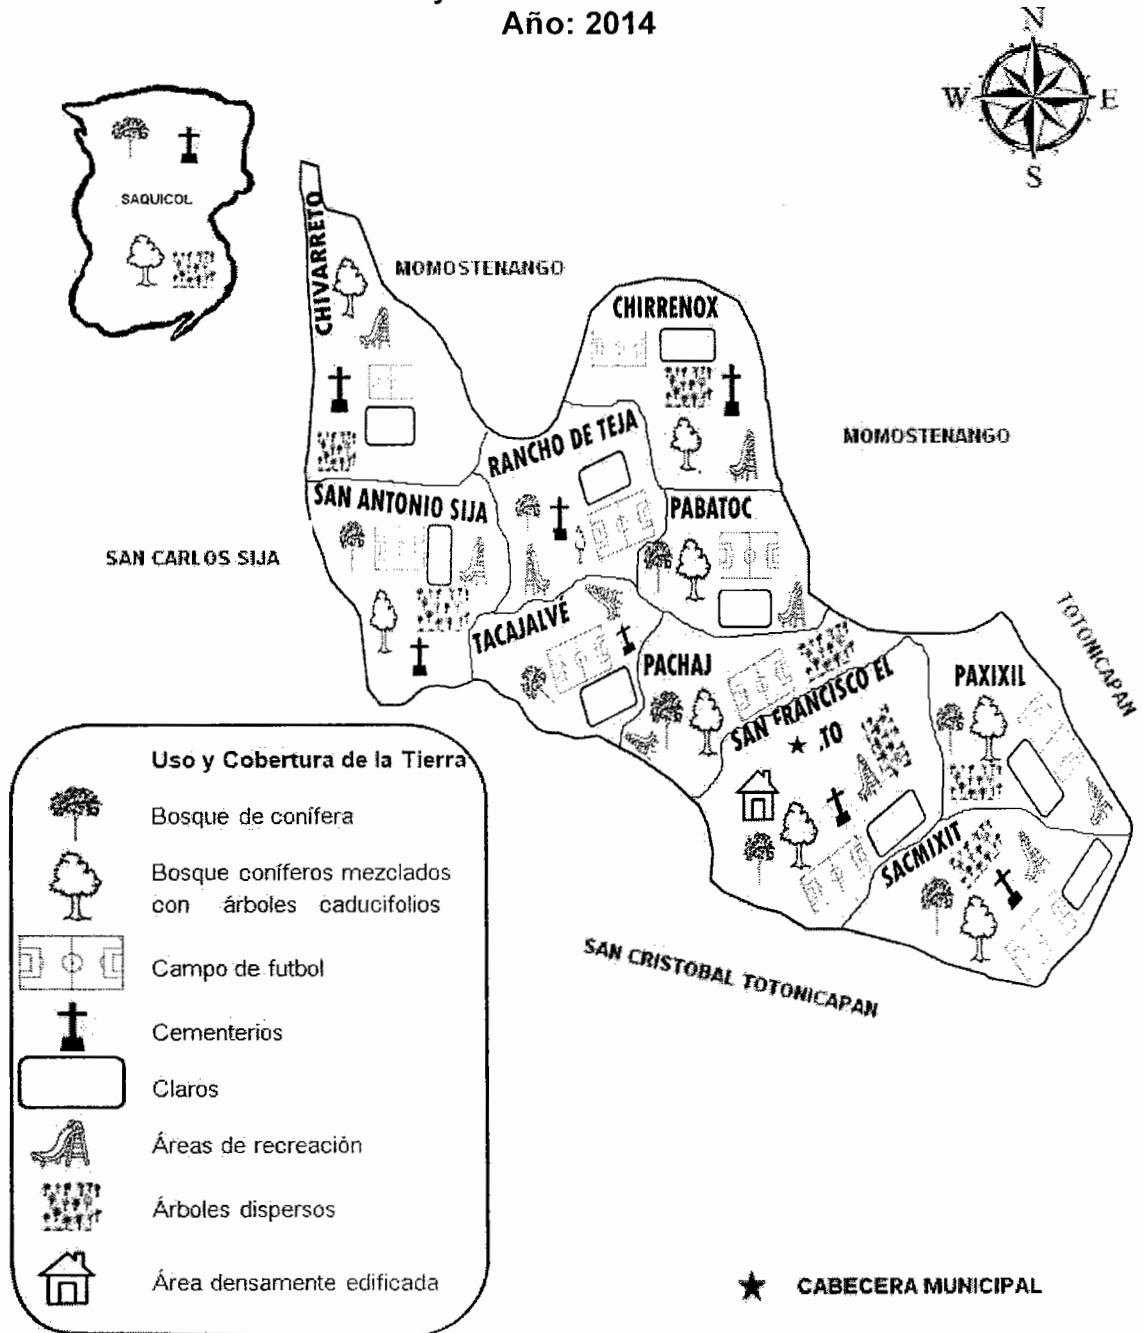 Año: 2014
N
W
E
S
SAQUICOL
CHIVARRETO
MOMOSTENANGO
CHIRRENOX
RANCHO DE TEJA
MOMOSTENANGO
SAN ANTONIO SIJA
PABATOC
SAN CARLOS SIJA
TACAJALVÉ
TOTONICAPAN
PACHAJ
PAXIXIL
SAN FRANCISCO EL
.TO
SACMIXIT
SAN CRISTOBAL TOTONICAPAN
Uso y Cobertura de la Tierra
Bosque de conífera
Bosque coníferos mezclados
con árboles caducifolios
Campo de futbol
Cementerios
Claros
Áreas de recreación
Árboles dispersos
Área densamente edificada
CABECERA MUNICIPAL